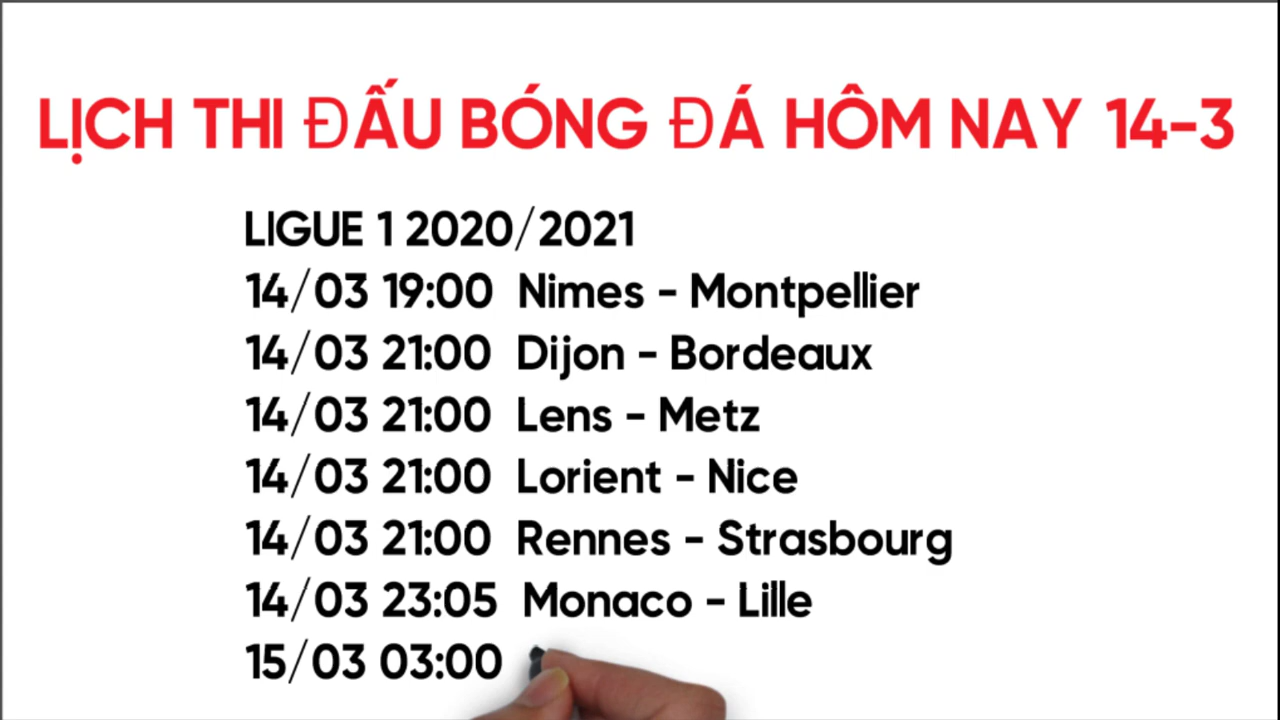 LỊCH THI ĐẤU BÓNG ĐÁ HÔM NAY 14-3
LIGUE 1 2020/2021
14/03 19:00 Nimes - Montpellier
14/03 21:00 Dijon - Bordeaux
14/03 21:00 Lens - Metz
14/03 21:00 Lorient - Nice
14/03 21:00 Rennes - Strasbourg
14/03 23:05 Monaco - Lille
15/03 03:00